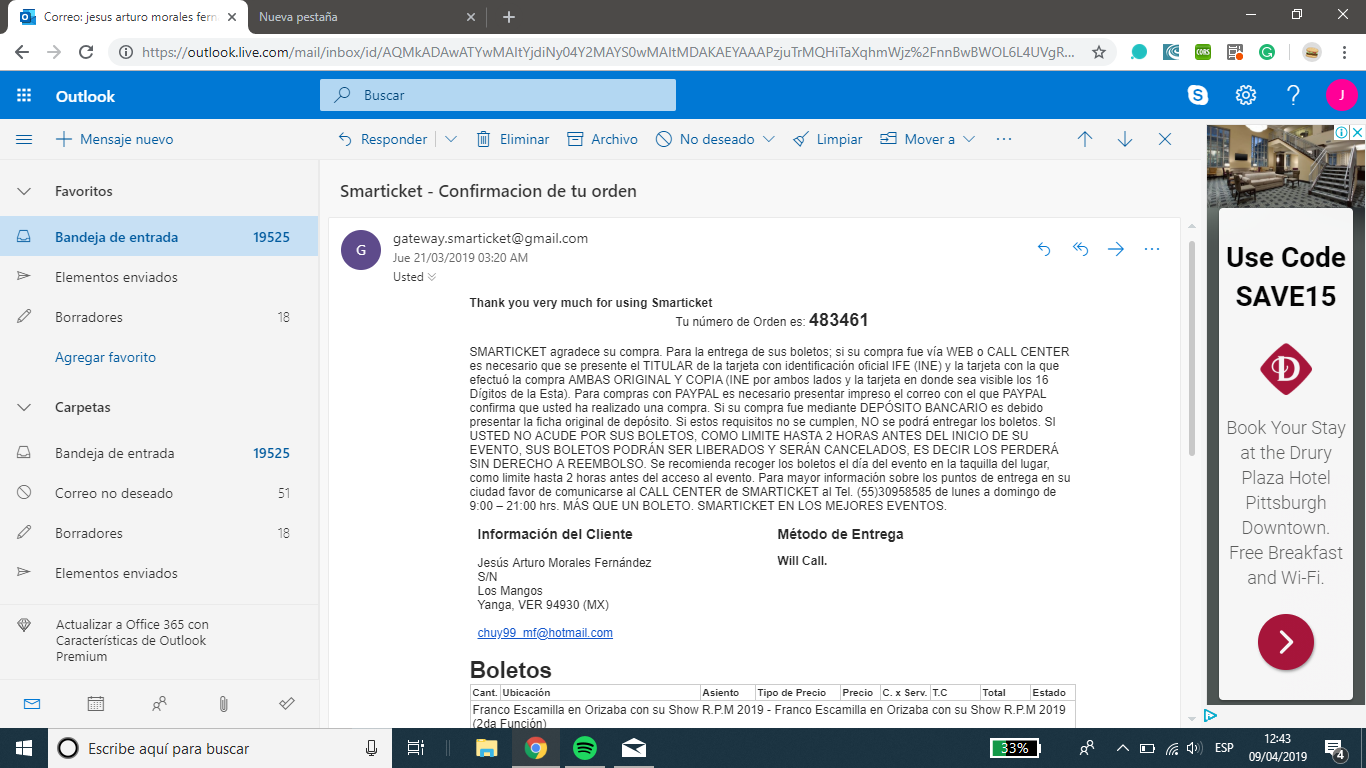 Correo: jesus arturo morales fern
Nueva pestaña
https://outlook.live.com/mail/inbox/id/AQMkADAwATYwMAItYjdiNy04Y2MAYS0wMAItMDAKAEYAAAPzjuTrMQHiTaXqhmWjz%2FnnBwBWOL6L4UVgR...
Outlook
Buscar
J
Mensaje nuevo
Responder
Eliminar
Archivo
No deseado
Limpiar
Mover a
Favoritos
Bandeja de entrada 19525
Elementos enviados
Borradores 18
Agregar favorito
Carpetas
Bandeja de entrada 19525
Correo no deseado 51
Borradores 18
Elementos enviados
Actualizar a Office 365 con
Características de Outlook
Premium
Smarticket - Confirmacion de tu orden
G
gateway.smarticket@gmail.com
Jue 21/03/2019 03:20 AM
Usted
Thank you very much for using Smarticket
Tu número de Orden es: 483461
SMARTICKET agradece su compra. Para la entrega de sus boletos; si su compra fue vía WEB o CALL CENTER
es necesario que se presente el TITULAR de la tarjeta con identificación oficial IFE (INE) y la tarjeta con la que
efectuó la compra AMBAS ORIGINAL Y COPIA (INE por ambos lados y la tarjeta en donde sea visible los 16
Dígitos de la Esta). Para compras con PAYPAL es necesario presentar impreso el correo con el que PAYPAL
confirma que usted ha realizado una compra. Si su compra fue mediante DEPÓSITO BANCARIO es debido
presentar la ficha original de depósito. Si estos requisitos no se cumplen, NO se podrá entregar los boletos. SI
USTED NO ACUDE POR SUS BOLETOS, COMO LIMITE HASTA 2 HORAS ANTES DEL INICIO DE SU
EVENTO, SUS BOLETOS PODRÁN SER LIBERADOS Y SERÁN CANCELADOS, ES DECIR LOS PERDERÁ
SIN DERECHO A REEMBOLSO. Se recomienda recoger los boletos el día del evento en la taquilla del lugar,
como limite hasta 2 horas antes del acceso al evento. Para mayor información sobre los puntos de entrega en su
ciudad favor de comunicarse al CALL CENTER de SMARTICKET al Tel. (55)30958585 de lunes a domingo de
9:00 – 21:00 hrs. MÁS QUE UN BOLETO. SMARTICKET EN LOS MEJORES EVENTOS.
Información del Cliente
Jesús Arturo Morales Fernández
S/N
Los Mangos
Yanga, VER 94930 (MX)
chuy99_mf@hotmail.com
Método de Entrega
Will Call.
Boletos
Cant. Ubicación Asiento Tipo de Precio Precio C. x Serv. T.C Total Estado
Franco Escamilla en Orizaba con su Show R.P.M 2019 - Franco Escamilla en Orizaba con su Show R.P.M 2019
(2da Función)
Use Code
SAVE15
D
Book Your Stay
at the Drury
Plaza Hotel
Pittsburgh
Downtown.
Free Breakfast
and Wi-Fi.
Escribe aquí para buscar
33%
ESP
12:43
09/04/2019
4